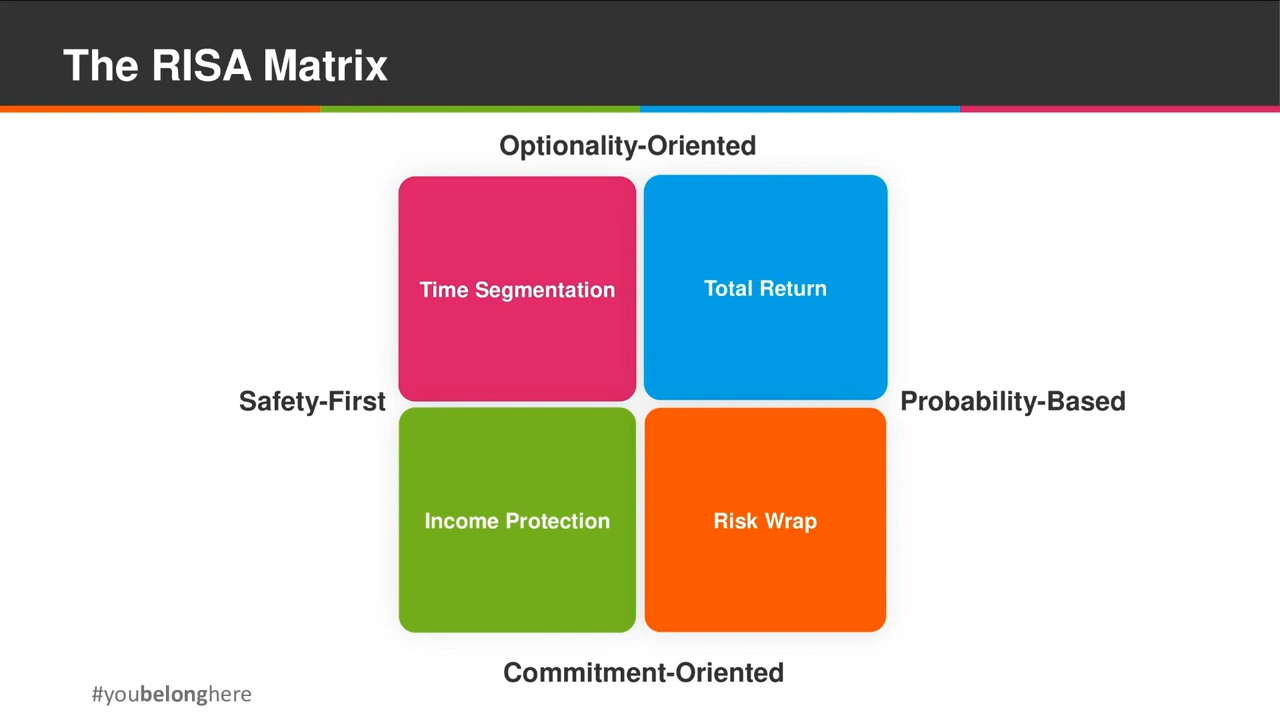 The RISA Matrix
Optionality-Oriented
Time Segmentation
Total Return
Safety-First
Probability-Based
Income Protection
Risk Wrap
Commitment-Oriented
#youbelonghere